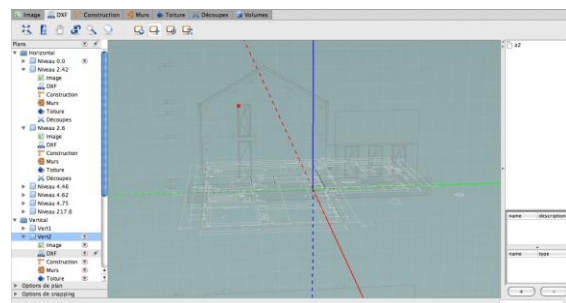 Image DXF Construction Murs Toiture Découpes Volumes
Plans
Horizontal
Niveau 0.0
Niveau 2.42
Image
DXF
Construction
Murs
Toiture
Découpes
Niveau 2.6
Image
DXF
Construction
Murs
Toiture
Découpes
Niveau 4.46
Niveau 4.62
Niveau 4.75
Niveau 217.6
Vertical
Vert1
Vert2
Image
DXF
Construction
Murs
Toiture
Options de plan
Options de snapping
z2
name description
name type
+ -